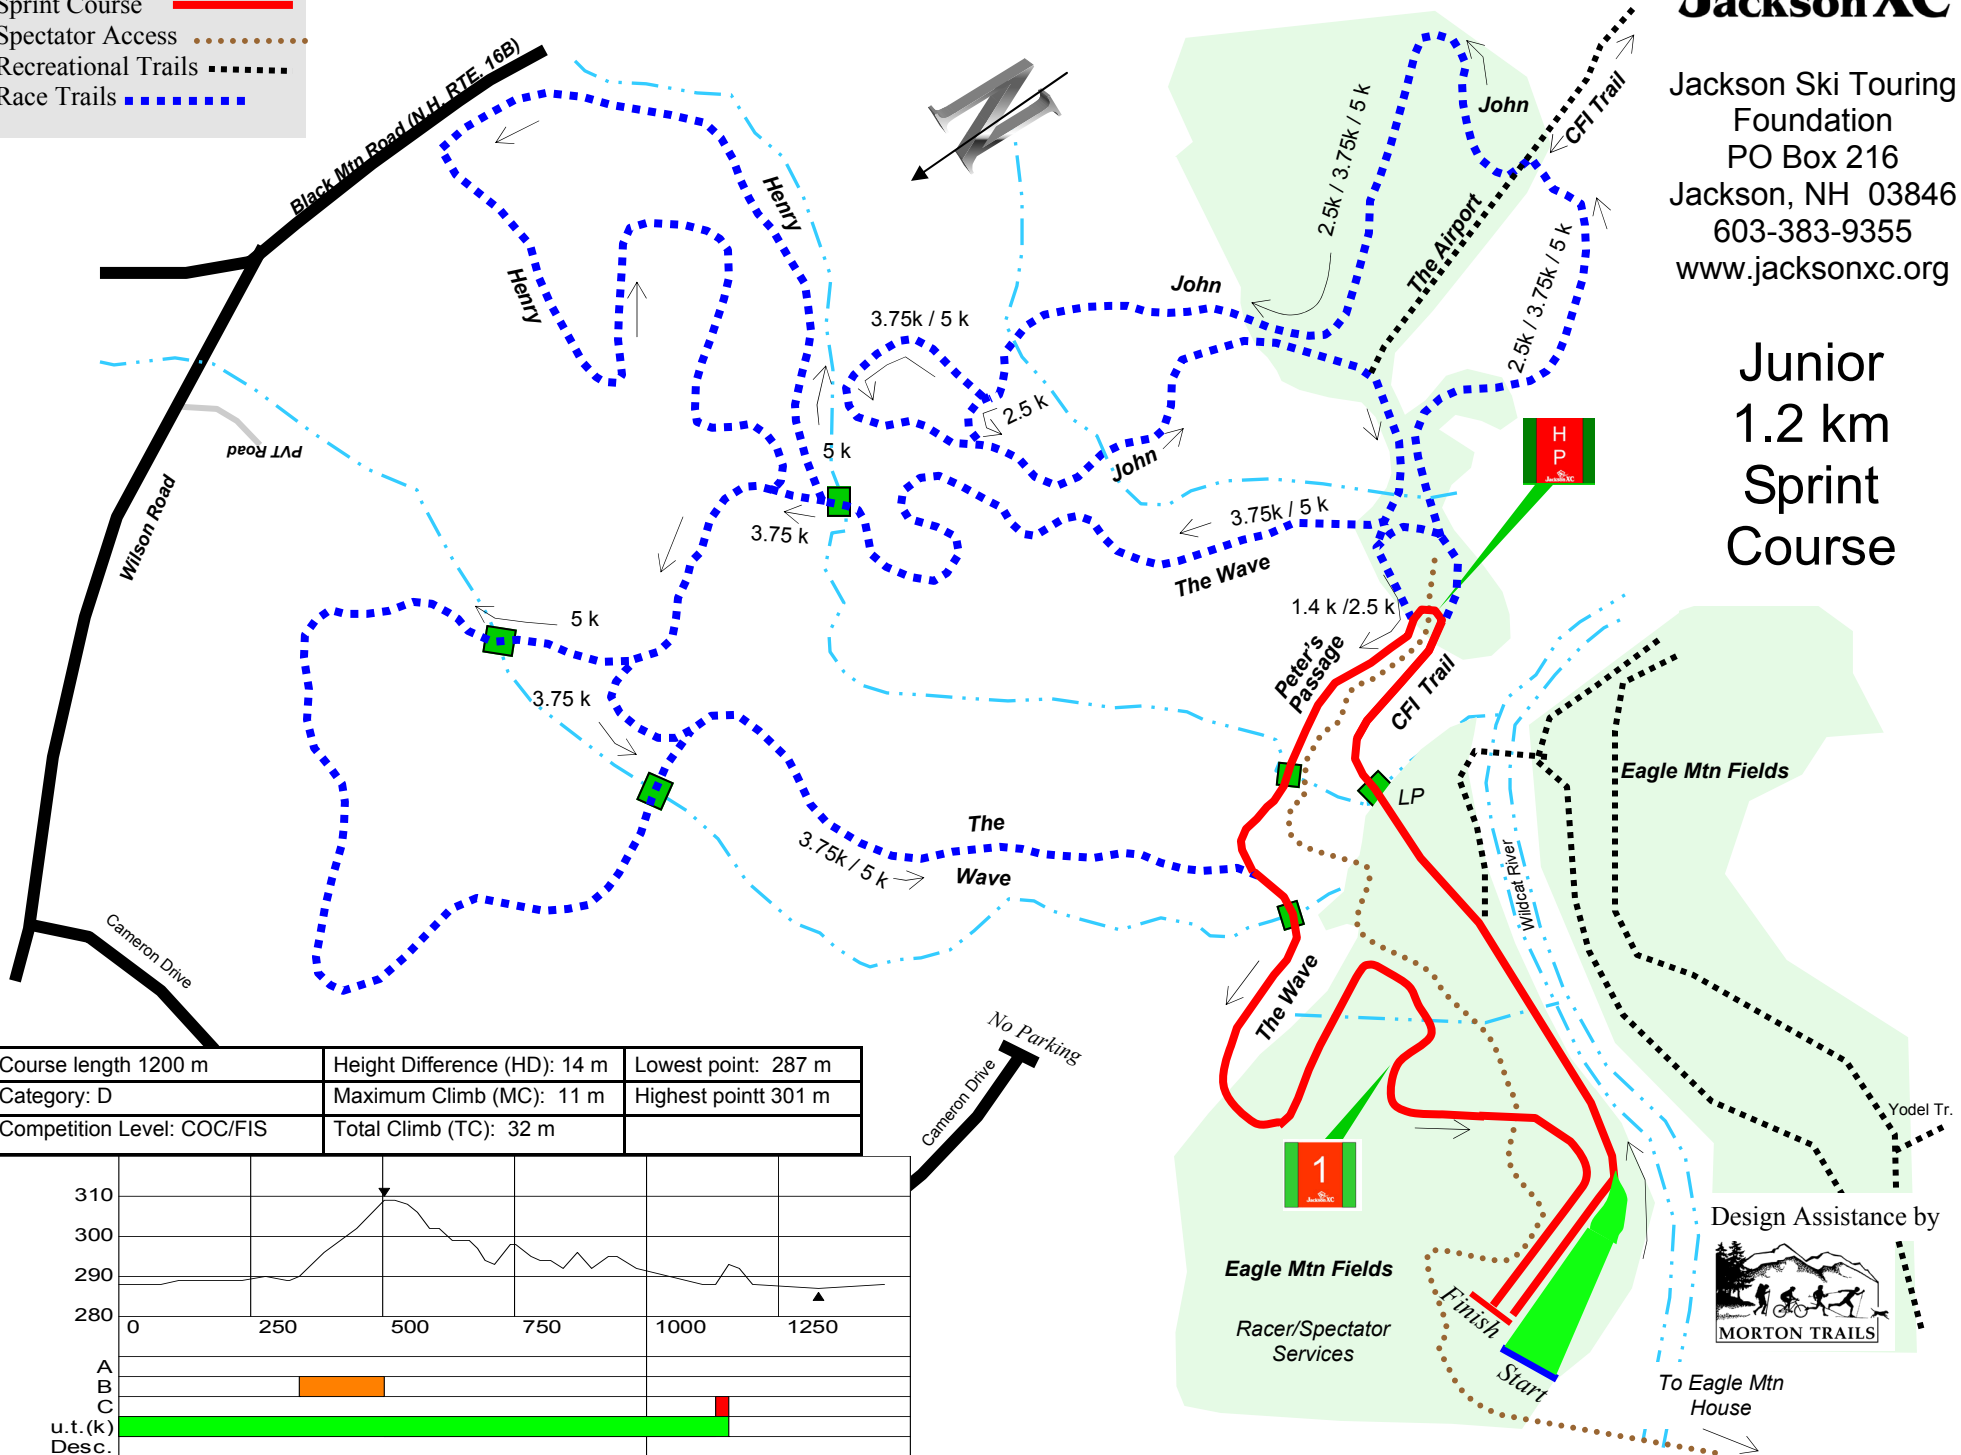 Sprint Course
Spectator Access
Recreational Trails
Race Trails
Jackson XC
Jackson Ski Touring
Foundation
PO Box 216
Jackson, NH  03846
603-383-9355
www.jacksonxc.org
Junior
1.2 km
Sprint
Course
Black Mtn Road (N.H. RTE. 16B)
N
Henry
Henry
John
CFI Trail
The Airport
2.5k / 3.75k / 5 k
2.5k / 3.75k / 5 k
John
3.75k / 5 k
2.5 k
John
5 k
3.75 k
3.75k / 5 k
The Wave
H
P
Jackson XC
PVT Road
Wilson Road
5 k
3.75 k
1.4 k /2.5 k
Peter's
Passage
CFI Trail
LP
Eagle Mtn Fields
Wildcat River
The
Wave
3.75k / 5 k
Cameron Drive
The Wave
No Parking
Cameron Drive
Yodel Tr.
1
Jackson XC
Eagle Mtn Fields
Racer/Spectator
Services
Finish
Start
To Eagle Mtn
House
Design Assistance by
MORTON TRAILS
Course length 1200 m
Height Difference (HD): 14 m
Lowest point:  287 m
Category: D
Maximum Climb (MC):  11 m
Highest pointt 301 m
Competition Level: COC/FIS
Total Climb (TC):  32 m
310
300
290
280
0 250 500 750 1000 1250
A
B
C
u.t.(k)
Desc.